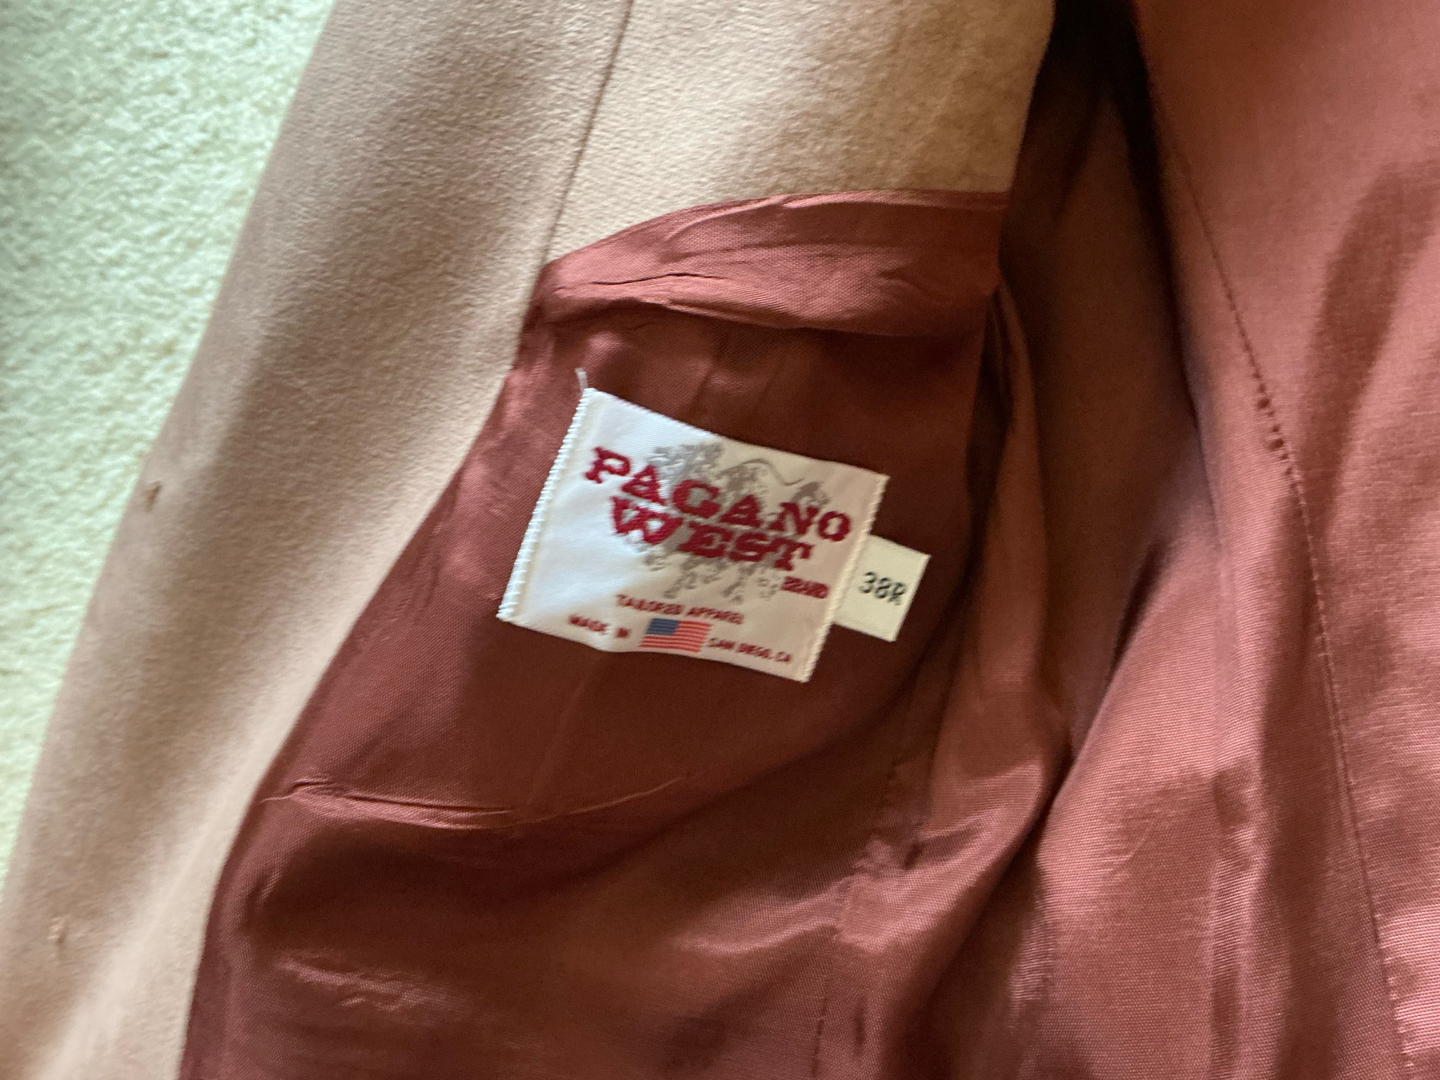 PAGANO
WEST
BRAND
TAILORED APPAREL
MADE IN SAN DIEGO, CA
38R